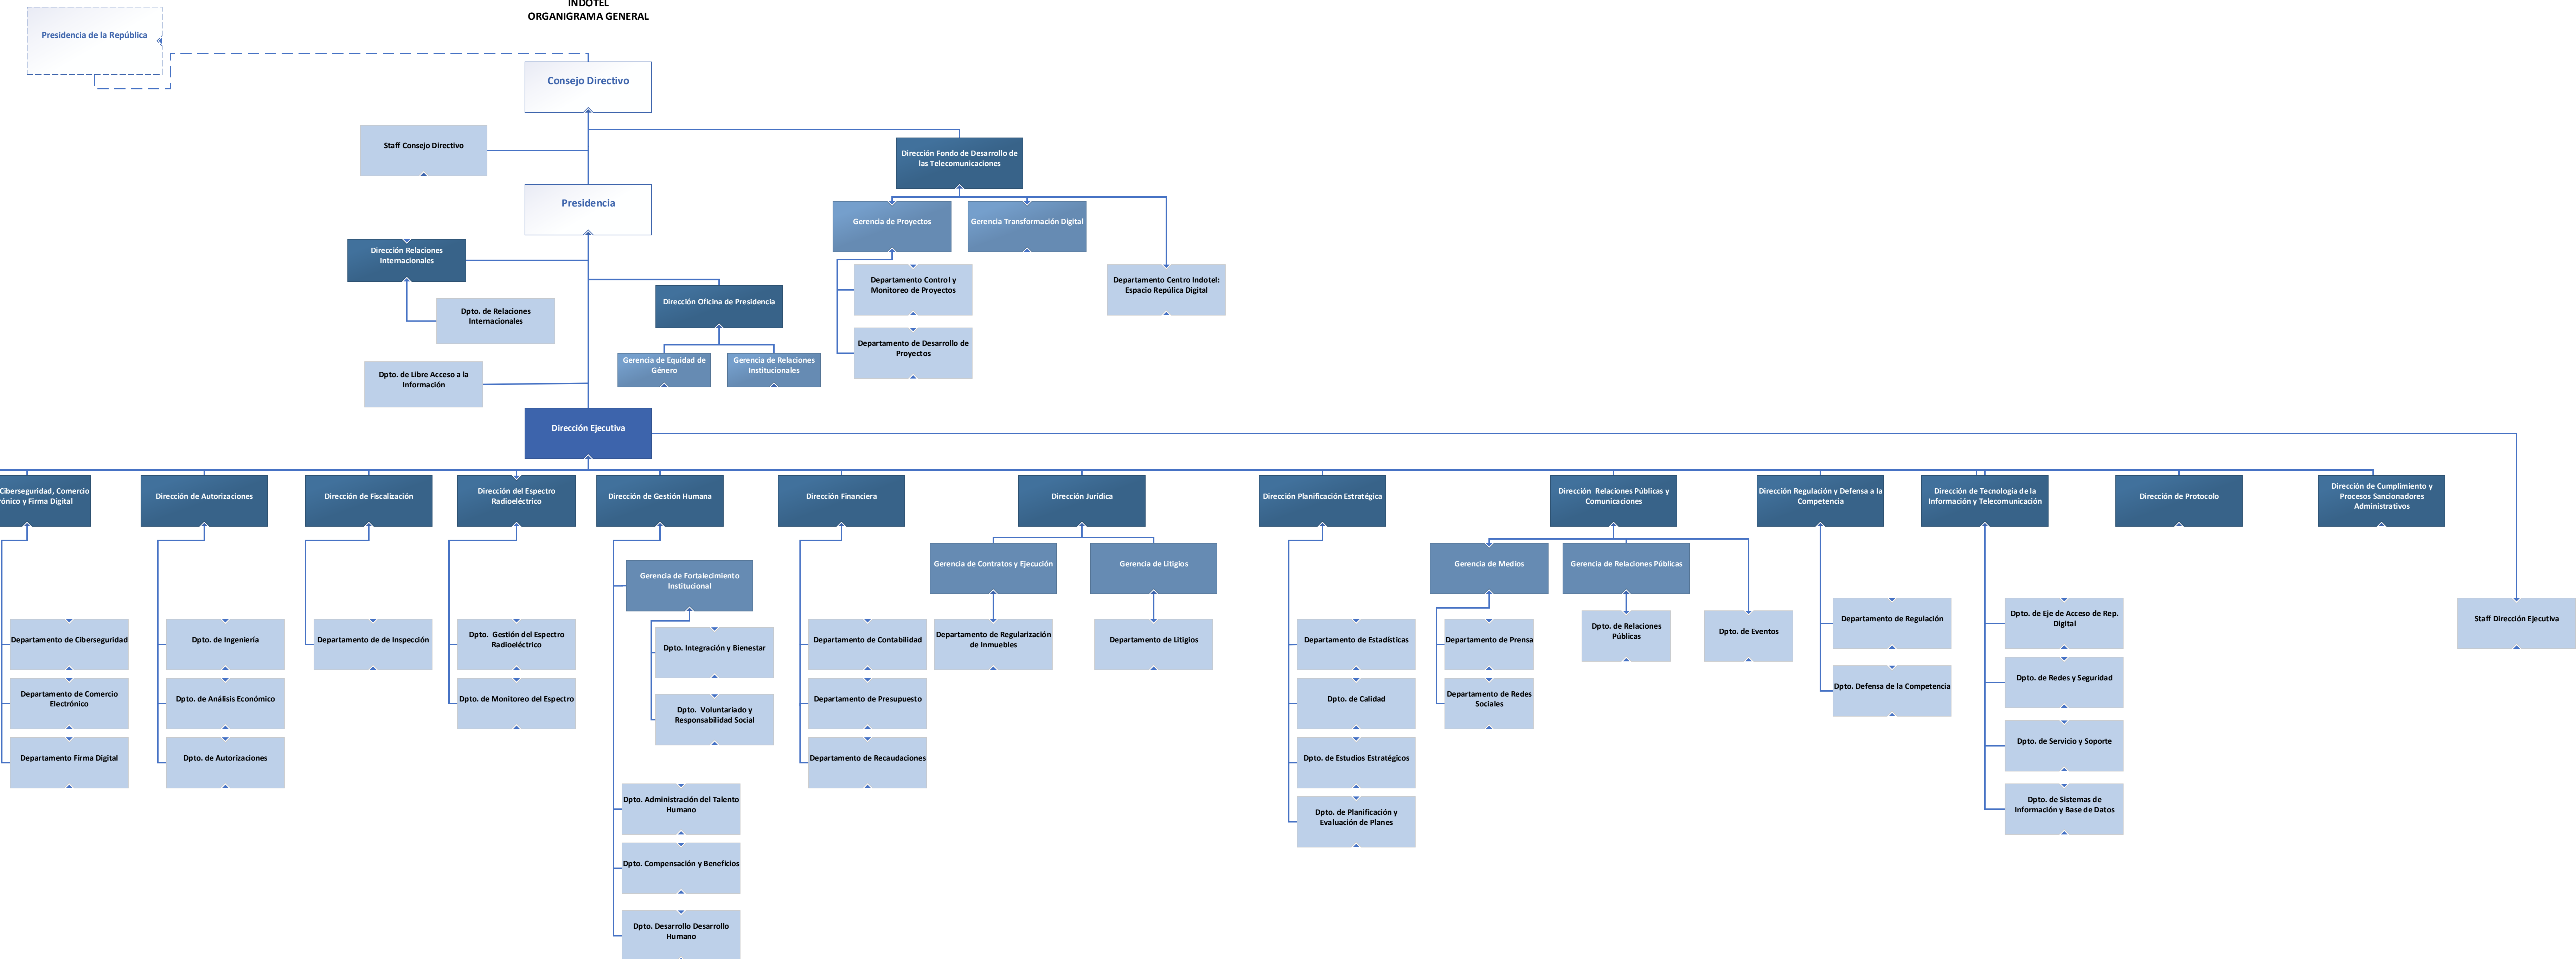 INDOTEL
ORGANIGRAMA GENERAL
Presidencia de la República
Consejo Directivo
Staff Consejo Directivo
Dirección Fondo de Desarrollo de
las Telecomunicaciones
Presidencia
Gerencia de Proyectos
Gerencia Transformación Digital
Dirección Relaciones
Internacionales
Departamento Control y
Monitoreo de Proyectos
Departamento Centro Indotel:
Espacio Repúlica Digital
Dirección Oficina de Presidencia
Dpto. de Relaciones
Internacionales
Departamento de Desarrollo de
Proyectos
Gerencia de Equidad de
Género
Gerencia de Relaciones
Institucionales
Dpto. de Libre Acceso a la
Información
Dirección Ejecutiva
Ciberseguridad, Comercio
rónico y Firma Digital
Dirección de Autorizaciones
Dirección de Fiscalización
Dirección del Espectro
Radioeléctrico
Dirección de Gestión Humana
Dirección Financiera
Dirección Jurídica
Dirección Planificación Estratégica
Dirección  Relaciones Públicas y
Comunicaciones
Dirección Regulación y Defensa a la
Competencia
Dirección de Tecnología de la
Información y Telecomunicación
Dirección de Protocolo
Dirección de Cumplimiento y
Procesos Sancionadores
Administrativos
Gerencia de Fortalecimiento
Institucional
Gerencia de Contratos y Ejecución
Gerencia de Litigios
Gerencia de Medios
Gerencia de Relaciones Públicas
Departamento de Ciberseguridad
Dpto. de Ingeniería
Departamento de de Inspección
Dpto.  Gestión del Espectro
Radioeléctrico
Dpto. Integración y Bienestar
Departamento de Contabilidad
Departamento de Regularización
de Inmuebles
Departamento de Litigios
Departamento de Estadísticas
Departamento de Prensa
Dpto. de Relaciones
Públicas
Dpto. de Eventos
Departamento de Regulación
Dpto. de Eje de Acceso de Rep.
Digital
Staff Dirección Ejecutiva
Departamento de Comercio
Electrónico
Dpto. de Análisis Económico
Dpto. de Monitoreo del Espectro
Dpto.  Voluntariado y
Responsabilidad Social
Departamento de Presupuesto
Dpto. de Calidad
Departamento de Redes
Sociales
Dpto. Defensa de la Competencia
Dpto. de Redes y Seguridad
Departamento Firma Digital
Dpto. de Autorizaciones
Departamento de Recaudaciones
Dpto. de Estudios Estratégicos
Dpto. de Servicio y Soporte
Dpto. Administración del Talento
Humano
Dpto. de Planificación y
Evaluación de Planes
Dpto. de Sistemas de
Información y Base de Datos
Dpto. Compensación y Beneficios
Dpto. Desarrollo Desarrollo
Humano